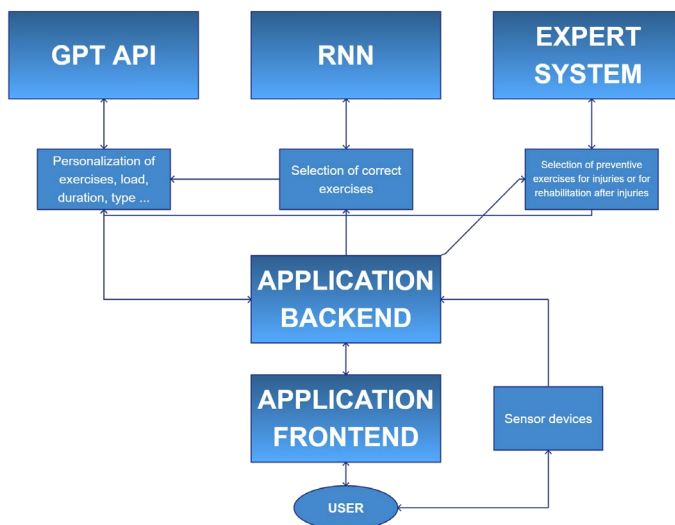 GPT API
RNN
EXPERT
SYSTEM
Personalization of
exercises, load,
duration, type ...
Selection of correct
exercises
Selection of preventive
exercises for injuries or for
rehabilitation after injuries
APPLICATION
BACKEND
APPLICATION
FRONTEND
Sensor devices
USER